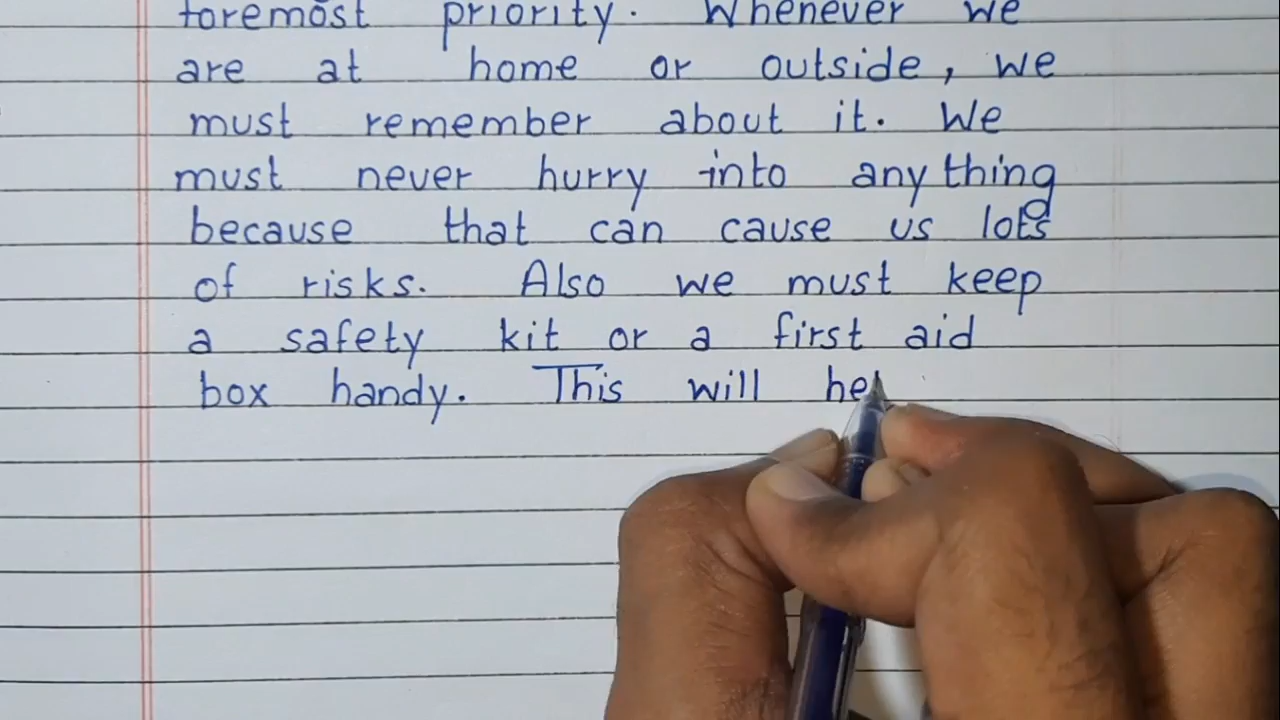 foremost priority. Whenever we
are at home or outside, we
must remember about it. We
must never hurry into anything
because that can cause us lots
of risks. Also we must keep
a safety kit or a first aid
box handy. This will he